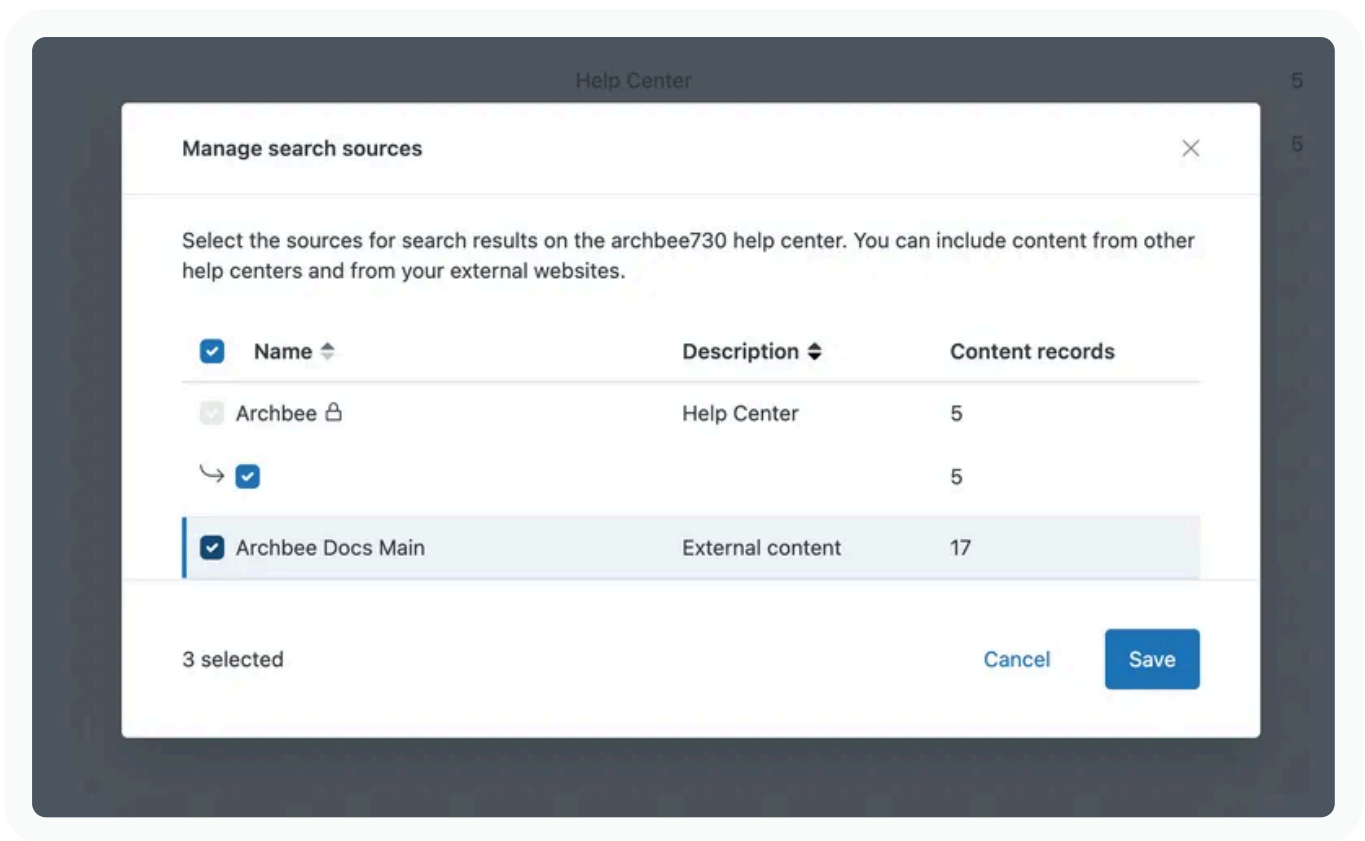 Help Center 5
5
Manage search sources
Select the sources for search results on the archbee730 help center. You can include content from other
help centers and from your external websites.
Name Description Content records
Archbee Help Center 5
5
Archbee Docs Main External content 17
3 selected Cancel Save